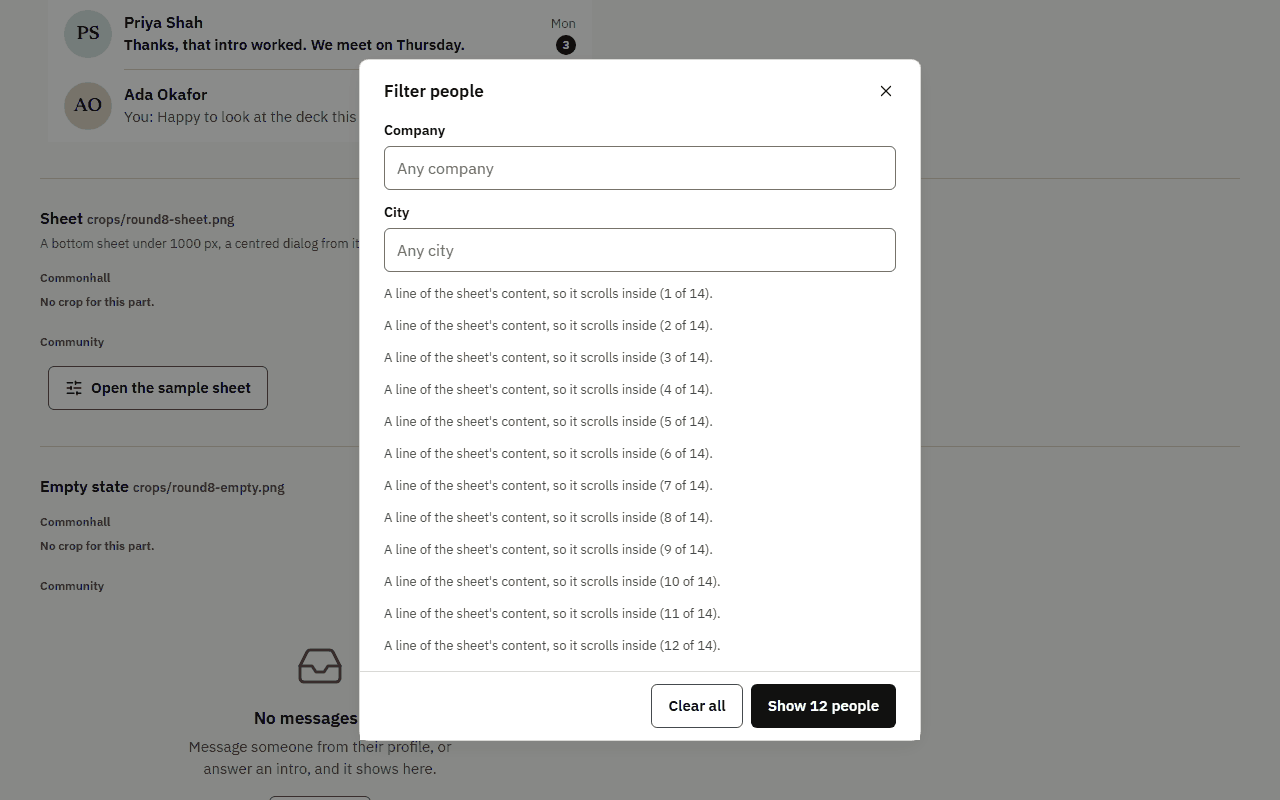 PS
Priya Shah
Mon
Thanks, that intro worked. We meet on Thursday.
3
AO
Ada Okafor
You: Happy to look at the deck this
Filter people
Company
Any company
City
Any city
A line of the sheet's content, so it scrolls inside (1 of 14).
A line of the sheet's content, so it scrolls inside (2 of 14).
A line of the sheet's content, so it scrolls inside (3 of 14).
A line of the sheet's content, so it scrolls inside (4 of 14).
A line of the sheet's content, so it scrolls inside (5 of 14).
A line of the sheet's content, so it scrolls inside (6 of 14).
A line of the sheet's content, so it scrolls inside (7 of 14).
A line of the sheet's content, so it scrolls inside (8 of 14).
A line of the sheet's content, so it scrolls inside (9 of 14).
A line of the sheet's content, so it scrolls inside (10 of 14).
A line of the sheet's content, so it scrolls inside (11 of 14).
A line of the sheet's content, so it scrolls inside (12 of 14).
Clear all
Show 12 people
Sheet crops/round8-sheet.png
A bottom sheet under 1000 px, a centred dialog from it
Commonhall
No crop for this part.
Community
Open the sample sheet
Empty state crops/round8-empty.png
Commonhall
No crop for this part.
Community
No messages
Message someone from their profile, or
answer an intro, and it shows here.